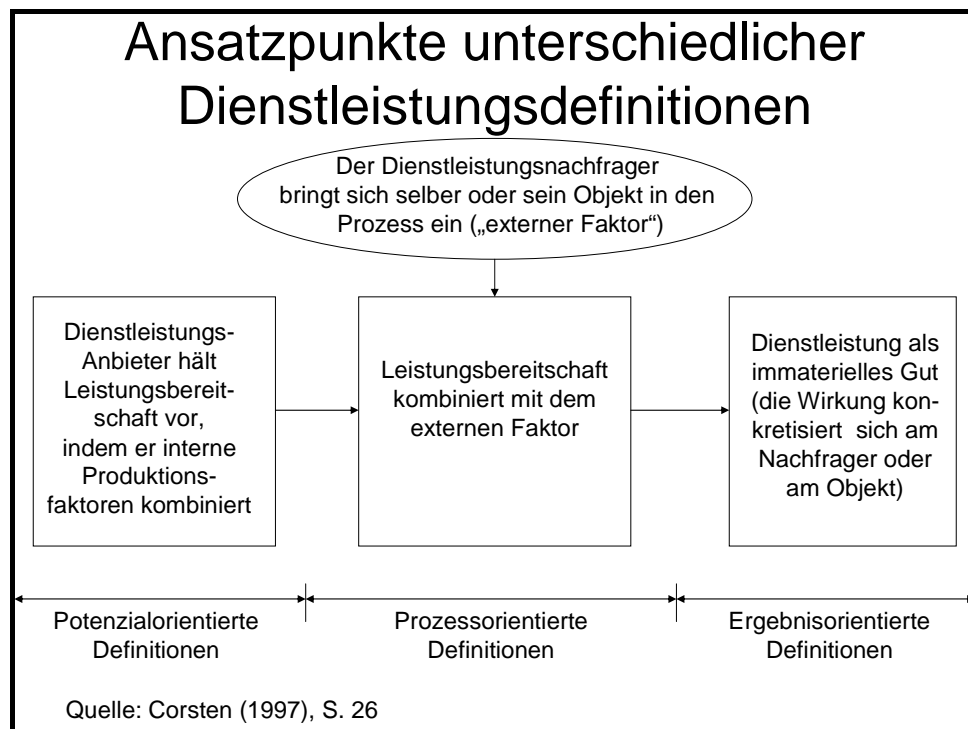 Ansatzpunkte unterschiedlicher
Dienstleistungsdefinitionen
Der Dienstleistungsnachfrager
bringt sich selber oder sein Objekt in den
Prozess ein („externer Faktor“)
Dienstleistungs-
Anbieter hält
Leistungsbereit-
schaft vor,
indem er interne
Produktions-
faktoren kombiniert
Leistungsbereitschaft
kombiniert mit dem
externen Faktor
Dienstleistung als
immaterielles Gut
(die Wirkung kon-
kretisiert sich am
Nachfrager oder
am Objekt)
Potenzialorientierte
Definitionen
Prozessorientierte
Definitionen
Ergebnisorientierte
Definitionen
Quelle: Corsten (1997), S. 26